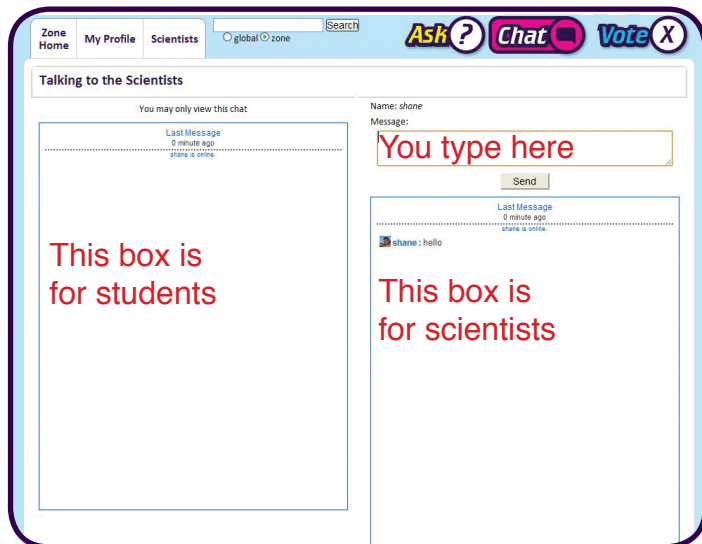 Zone Home
My Profile
Scientists
Search
global zone
Ask ?
Chat
Vote X
Talking to the Scientists
You may only view this chat
Last Message
0 minute ago
shane is online.
This box is
for students
Name: shane
Message:
You type here
Send
Last Message
0 minute ago
shane is online.
shane : hello
This box is
for scientists